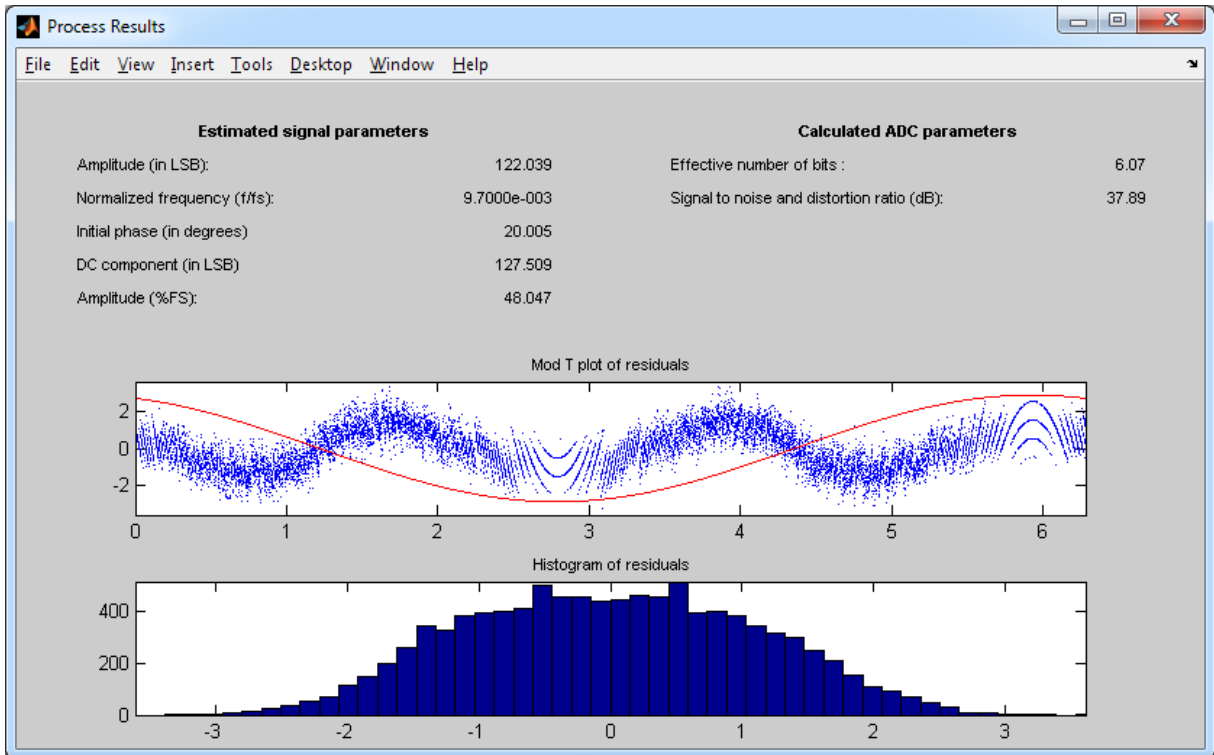 Process Results
File Edit View Insert Tools Desktop Window Help
Estimated signal parameters
Amplitude (in LSB): 122.039
Normalized frequency (f/fs): 9.7000e-003
Initial phase (in degrees) 20.005
DC component (in LSB) 127.509
Amplitude (%FS): 48.047
Calculated ADC parameters
Effective number of bits : 6.07
Signal to noise and distortion ratio (dB): 37.89
Mod T plot of residuals
2
0
-2
0 1 2 3 4 5 6
Histogram of residuals
400
200
0
-3 -2 -1 0 1 2 3